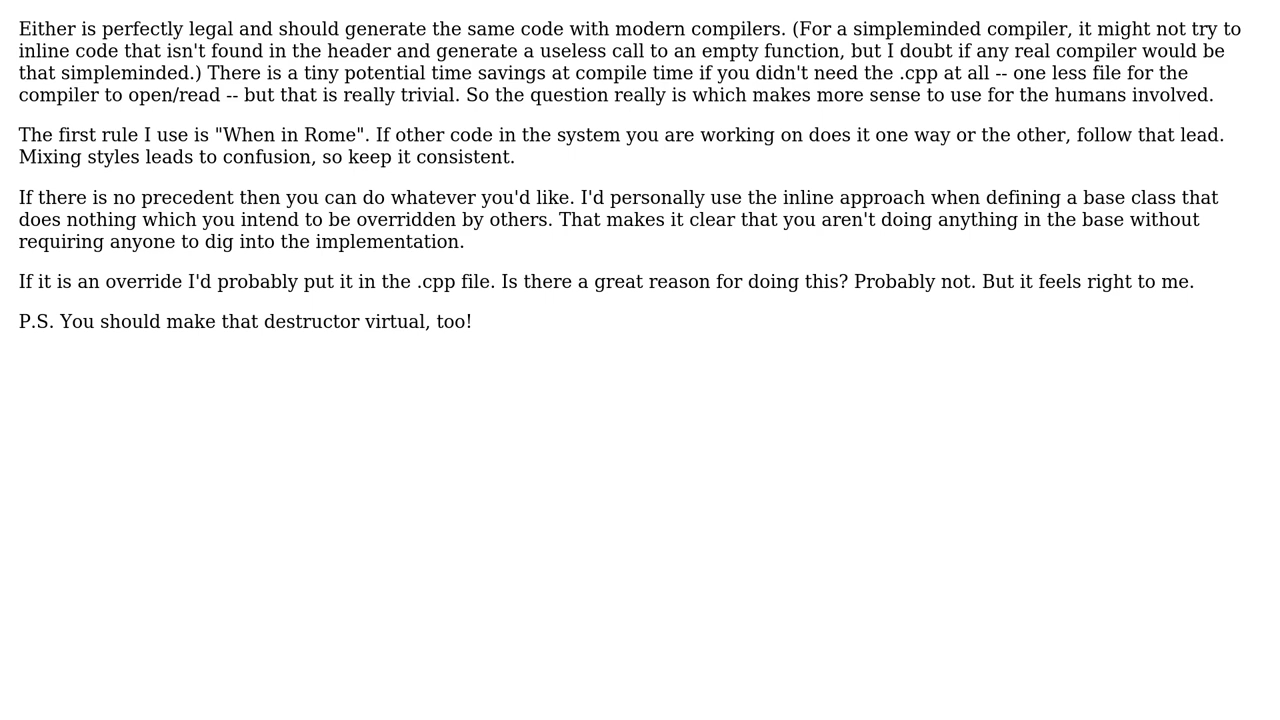 Either is perfectly legal and should generate the same code with modern compilers. (For a simpleminded compiler, it might not try to
inline code that isn't found in the header and generate a useless call to an empty function, but I doubt if any real compiler would be
that simpleminded.) There is a tiny potential time savings at compile time if you didn't need the .cpp at all -- one less file for the
compiler to open/read -- but that is really trivial. So the question really is which makes more sense to use for the humans involved.
The first rule I use is "When in Rome". If other code in the system you are working on does it one way or the other, follow that lead.
Mixing styles leads to confusion, so keep it consistent.
If there is no precedent then you can do whatever you'd like. I'd personally use the inline approach when defining a base class that
does nothing which you intend to be overridden by others. That makes it clear that you aren't doing anything in the base without
requiring anyone to dig into the implementation.
If it is an override I'd probably put it in the .cpp file. Is there a great reason for doing this? Probably not. But it feels right to me.
P.S. You should make that destructor virtual, too!